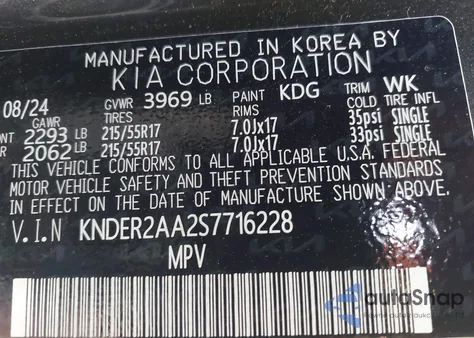 MANUFACTURED IN KOREA BY
KIA CORPORATION
08/24 GVWR 3969 LB PAINT KDG TRIM WK
GAWR TIRES RIMS COLD TIRE INFL
NT 2293 LB 215/55R17 7.0Jx17 35psi SINGLE
R 2062 LB 215/55R17 7.0Jx17 33psi SINGLE
THIS VEHICLE CONFORMS TO ALL APPLICABLE U.S.A. FEDERAL
MOTOR VEHICLE SAFETY AND THEFT PREVENTION STANDARDS
IN EFFECT ON THE DATE OF MANUFACTURE SHOWN ABOVE.
V.I.N KNDER2AA2S7716228
MPV
autoSnap